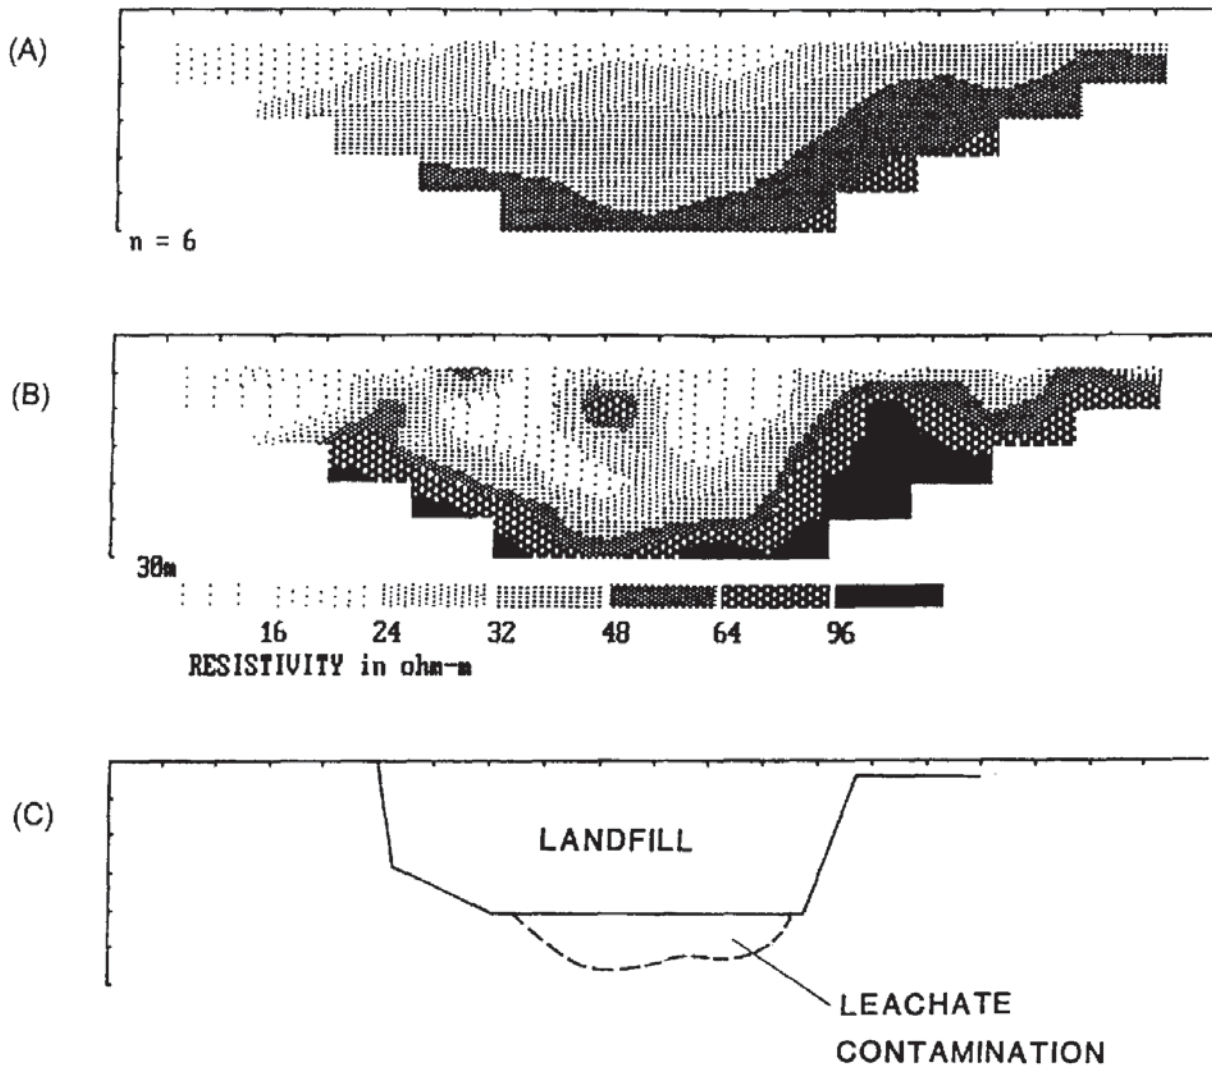 (A)
n = 6
(B)
30m
16 24 32 48 64 96
RESISTIVITY in ohm-m
(C)
LANDFILL
LEACHATE
CONTAMINATION